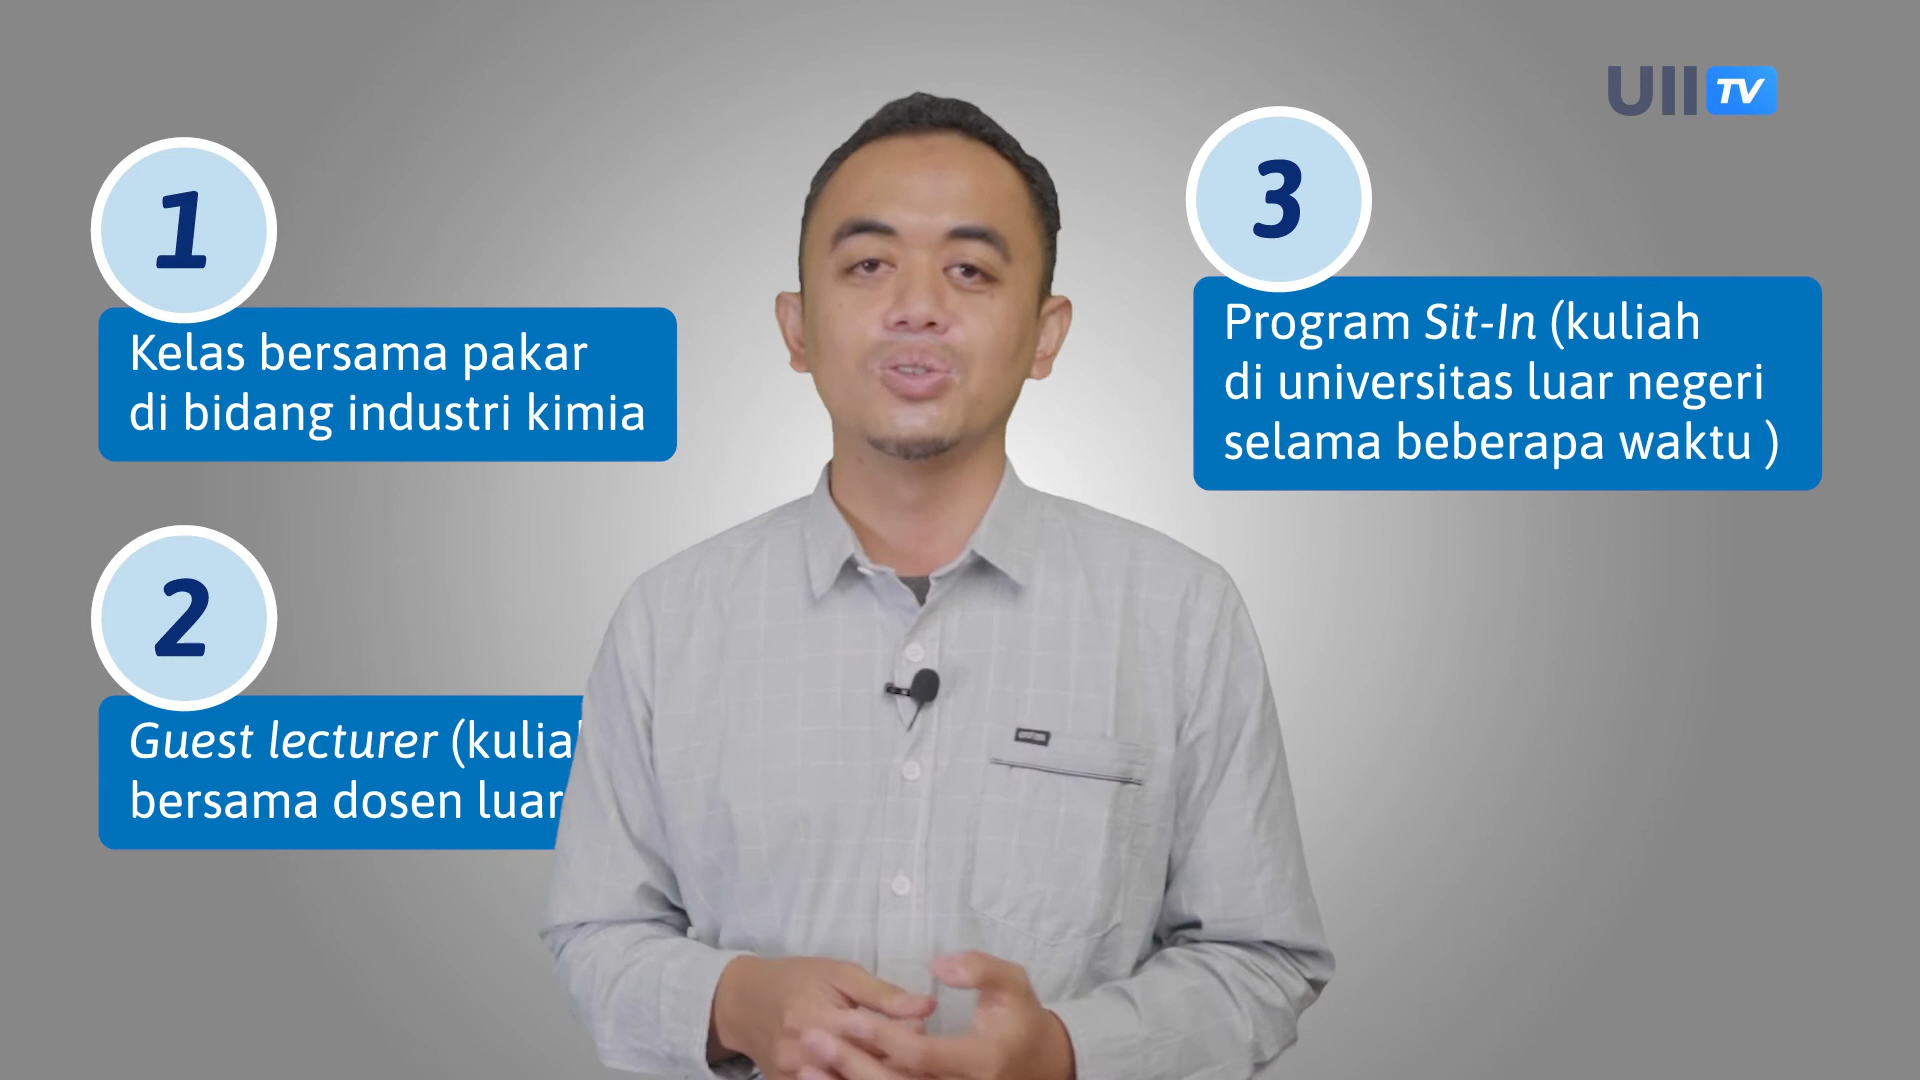 UII TV
1
Kelas bersama pakar
di bidang industri kimia
2
Guest lecturer (kulia
bersama dosen luar
3
Program Sit-In (kuliah
di universitas luar negeri
selama beberapa waktu )